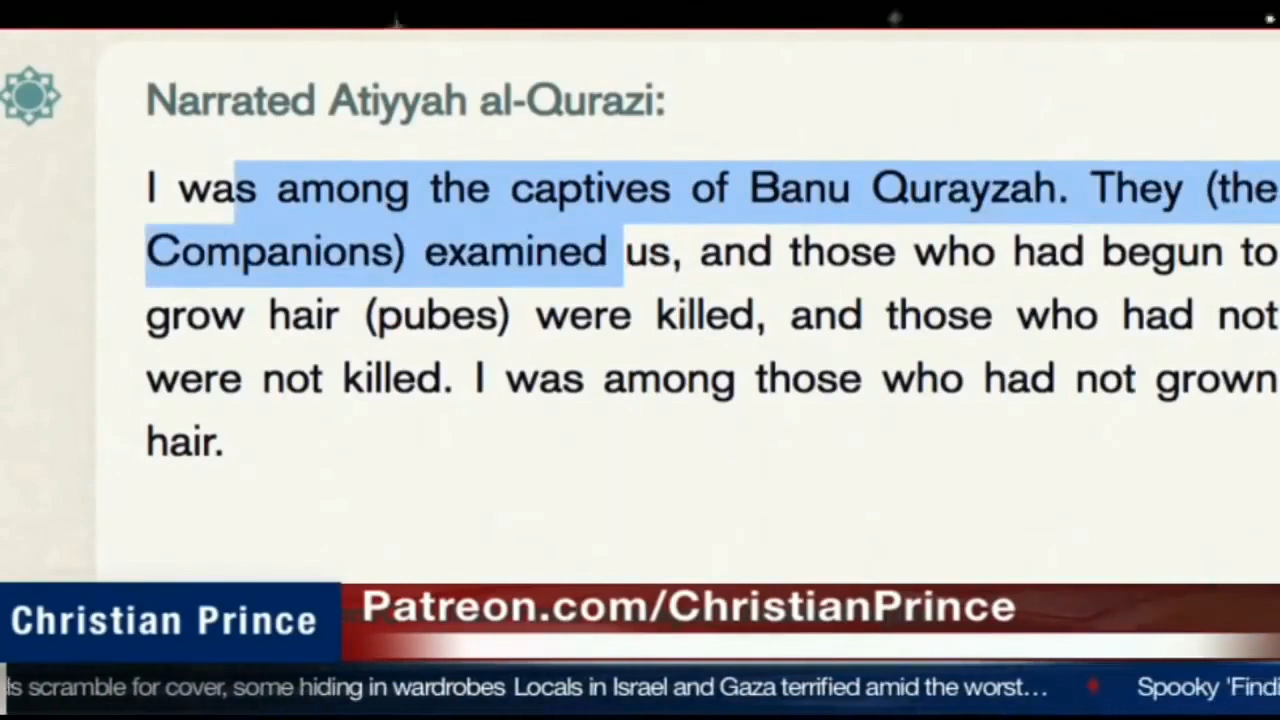 Narrated Atiyyah al-Qurazi:
I was among the captives of Banu Qurayzah. They (the
Companions) examined us, and those who had begun to
grow hair (pubes) were killed, and those who had not
were not killed. I was among those who had not grown
hair.
Christian Prince
Patreon.com/ChristianPrince
scramble for cover, some hiding in wardrobes Locals in Israel and Gaza terrified amid the worst... Spooky